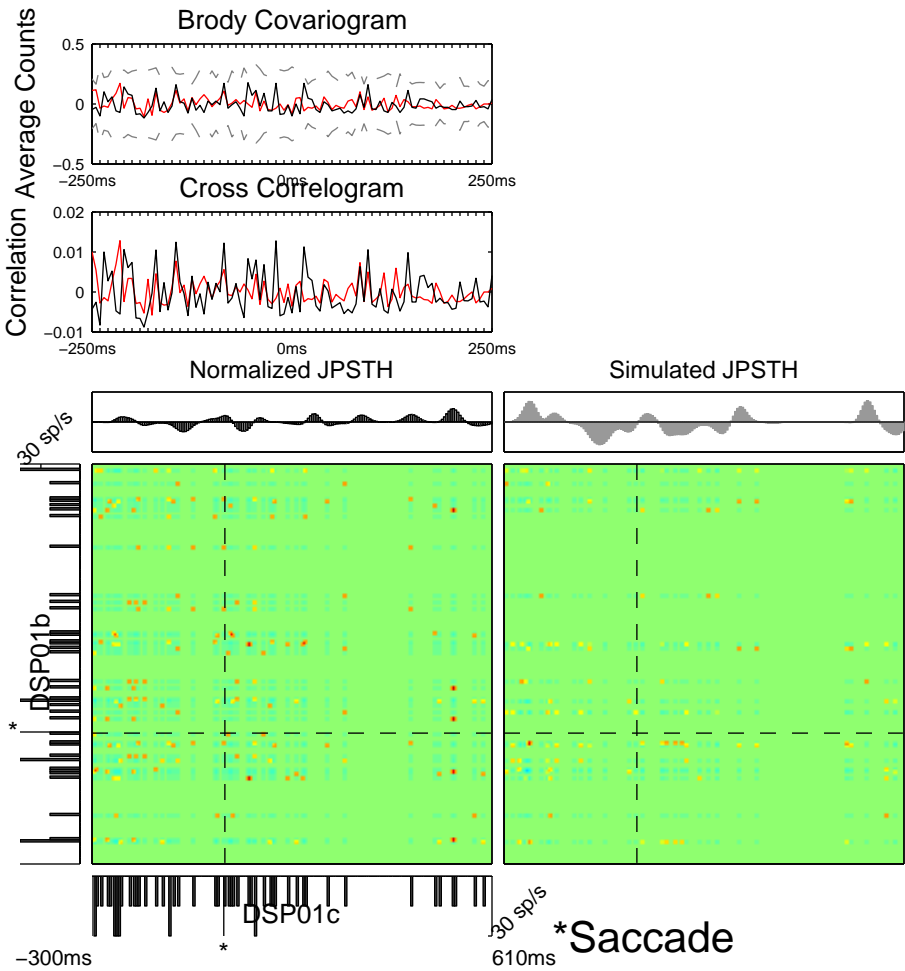 Brody Covariogram
Average Counts
0.5
0
−0.5
−250ms
0ms
250ms
Cross Correlogram
Correlation
0.02
0.01
0
−0.01
−250ms
0ms
250ms
Normalized JPSTH
Simulated JPSTH
30 sp/s
DSP01b
*
DSP01c
30 sp/s
*
*Saccade
−300ms
610ms